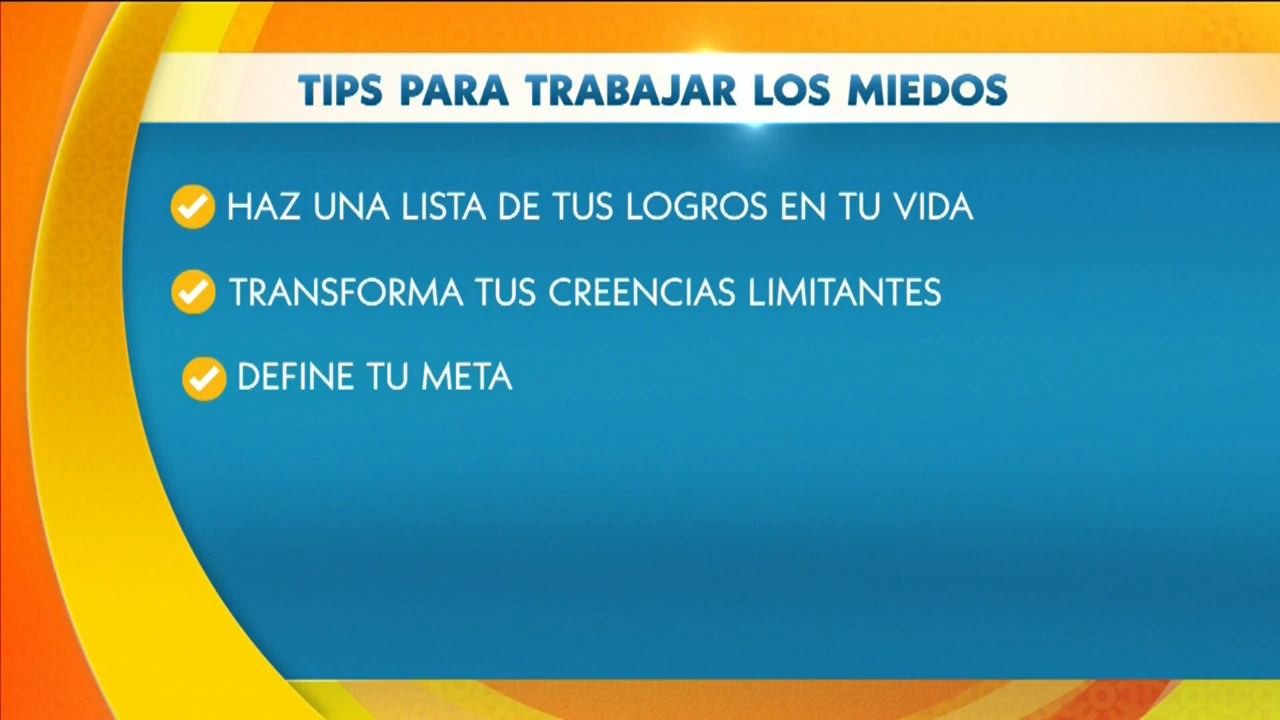 TIPS PARA TRABAJAR LOS MIEDOS
HAZ UNA LISTA DE TUS LOGROS EN TU VIDA
TRANSFORMA TUS CREENCIAS LIMITANTES
DEFINE TU META